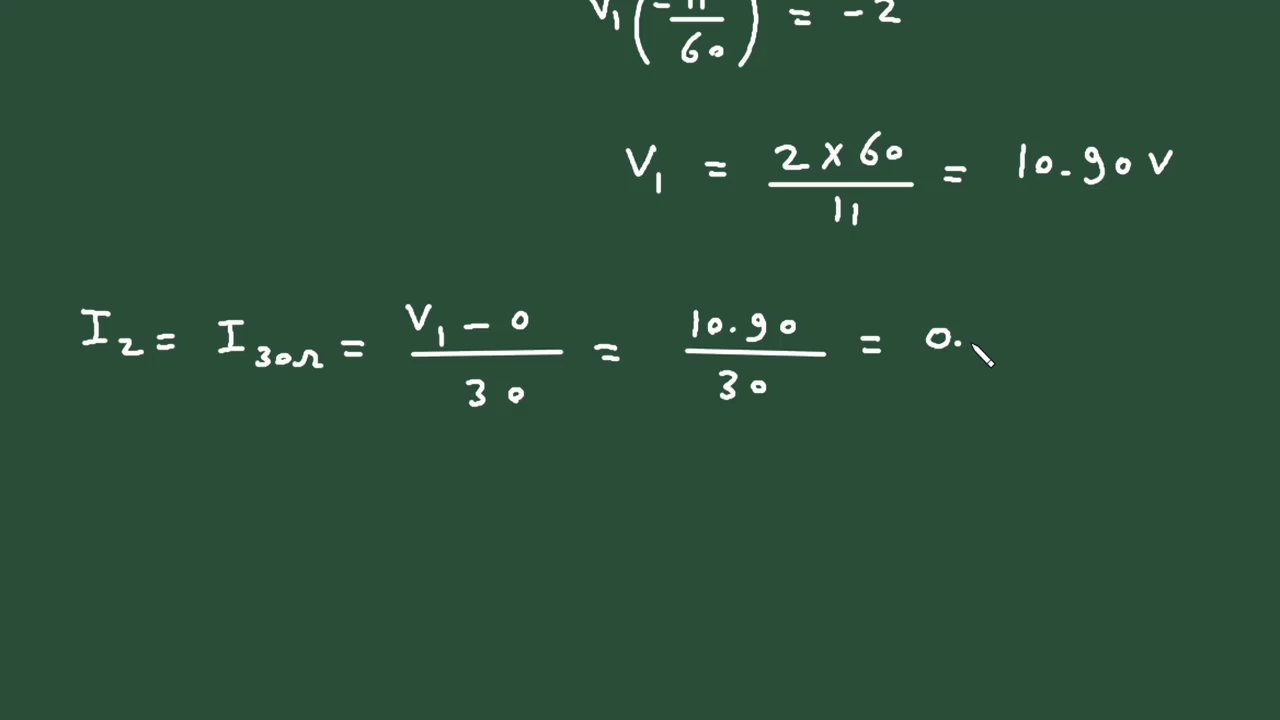 V₁(-11/60) = -2
V₁ = 2 × 60 / 11 = 10.90 V
I₂ = I₃₀Ω = V₁ - 0 / 30 = 10.90 / 30 = 0.